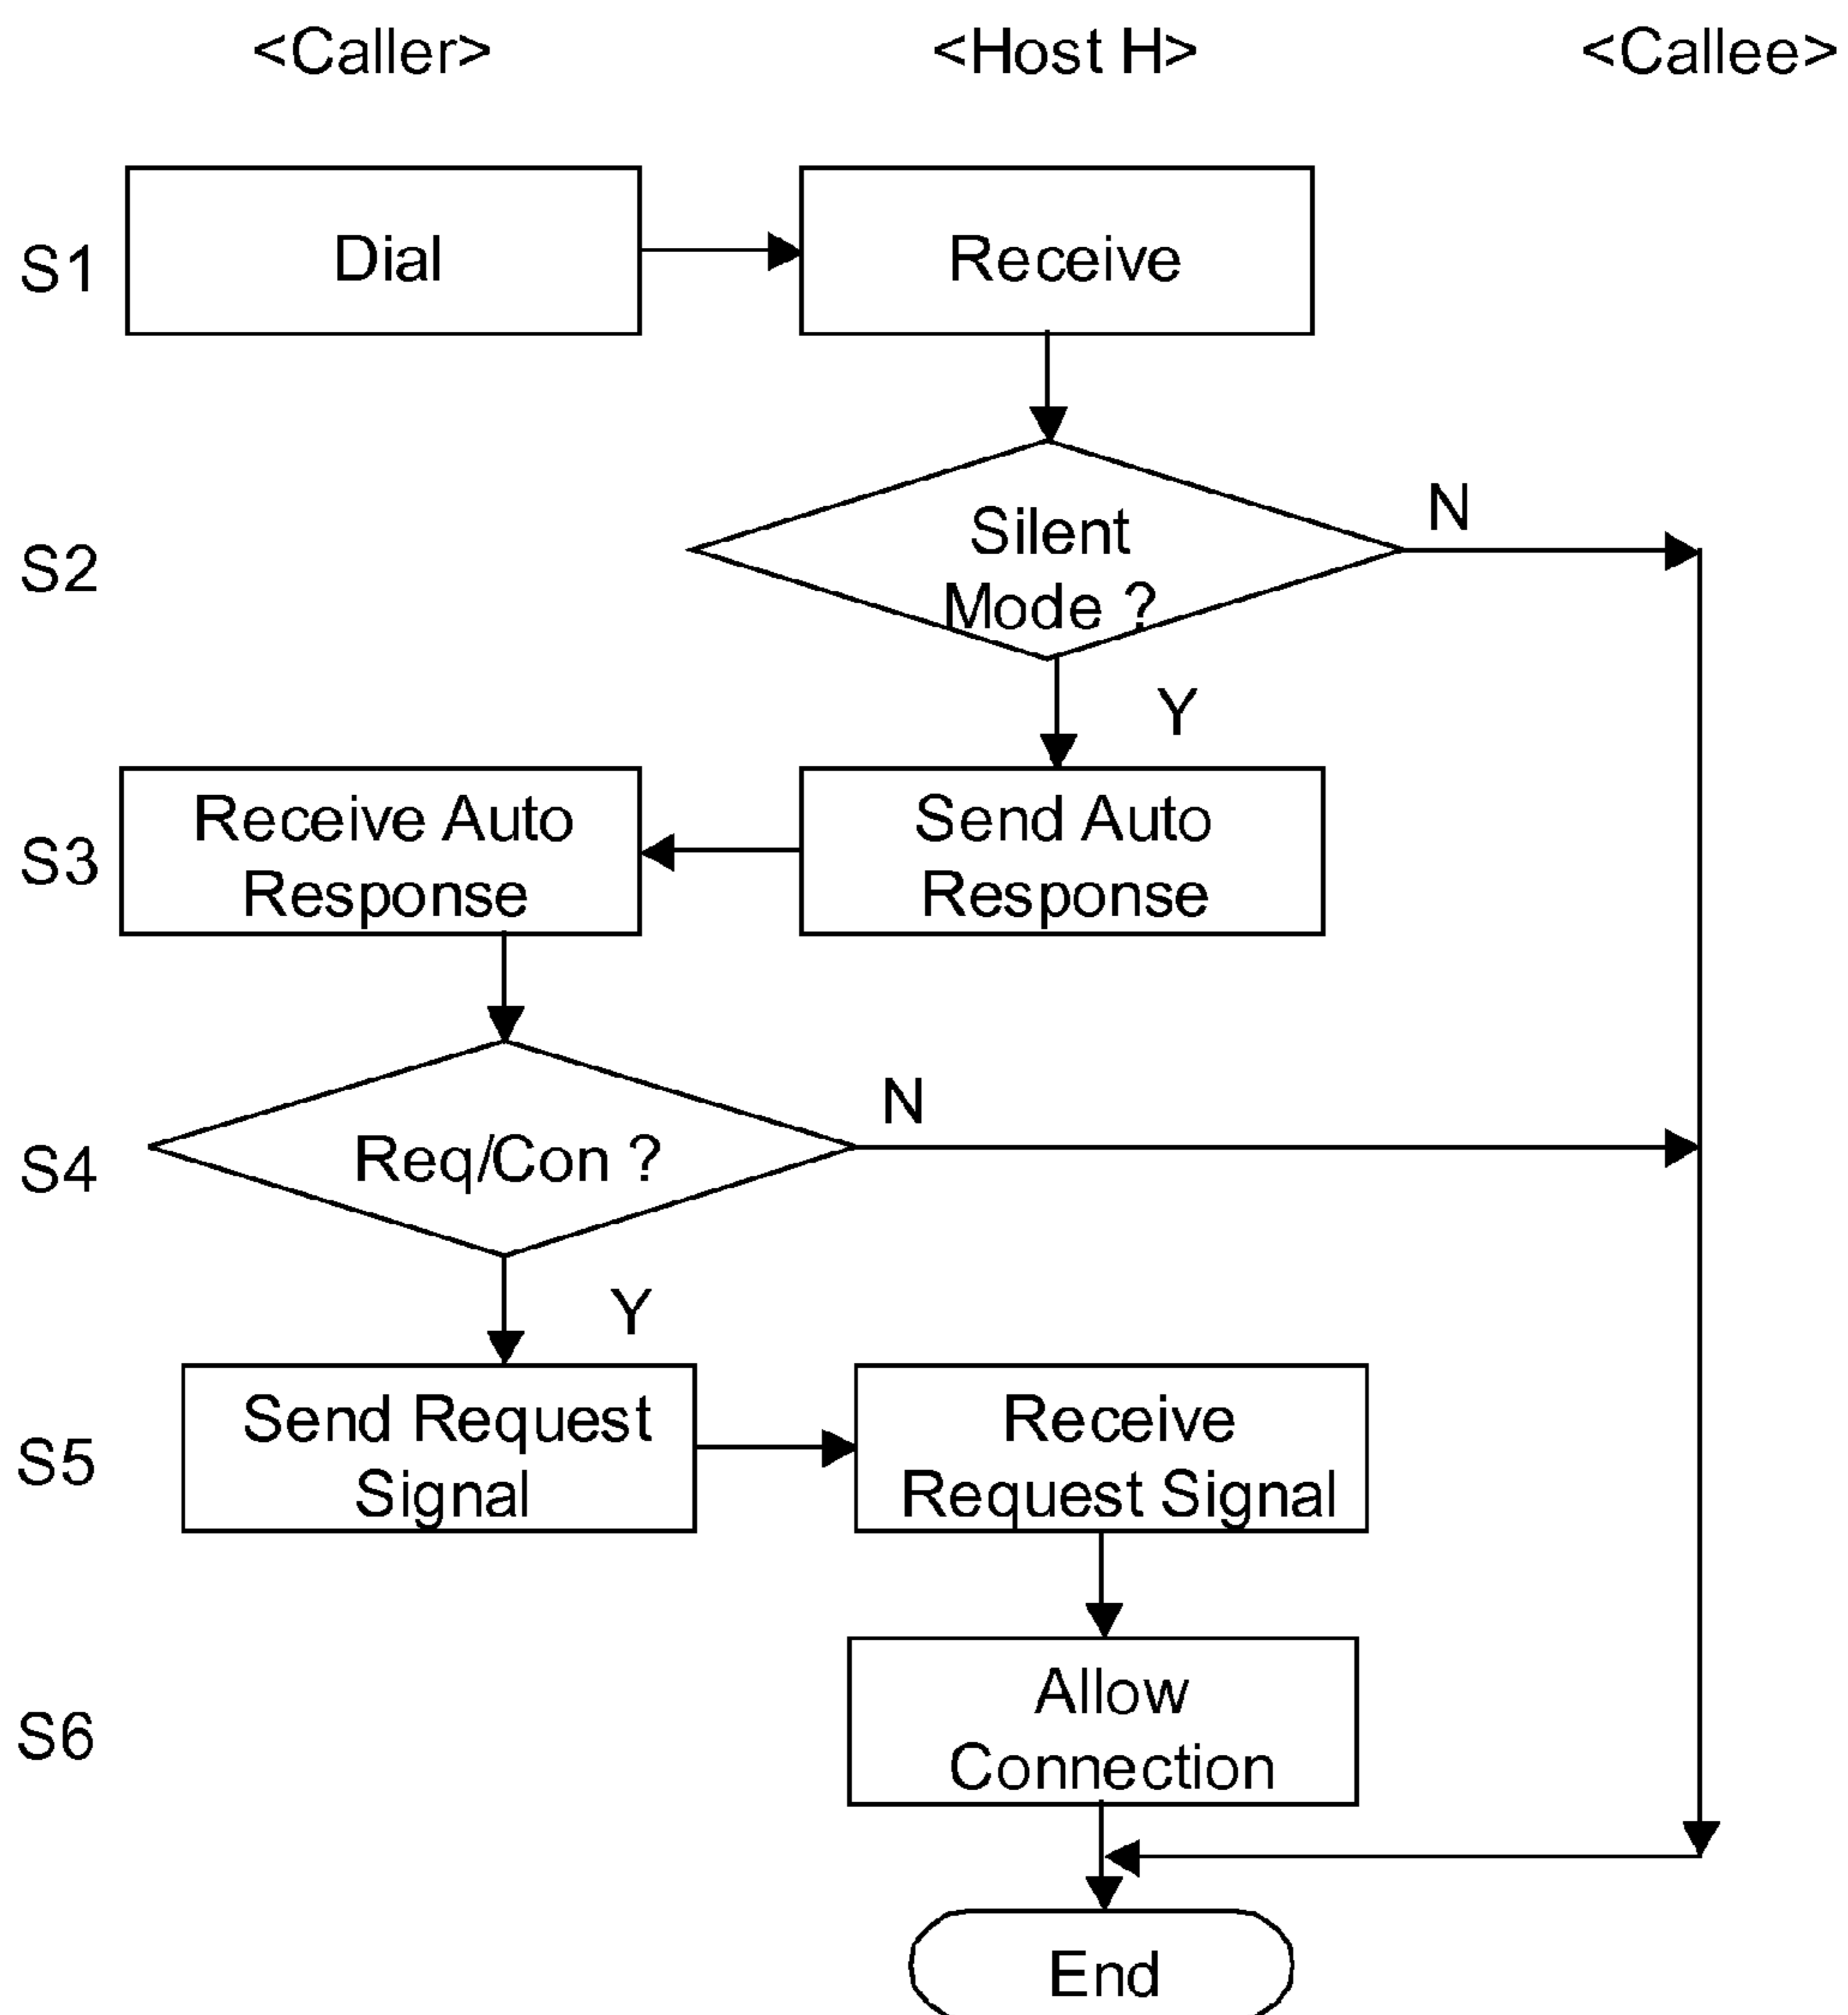 <Caller> <Host H> <Callee>
S1 Dial Receive
Silent
Mode ?
N
S2
Y
S3
Receive Auto
Response
Send Auto
Response
S4
Req/Con ?
N
Y
S5
Send Request
Signal
Receive
Request Signal
S6
Allow
Connection
End